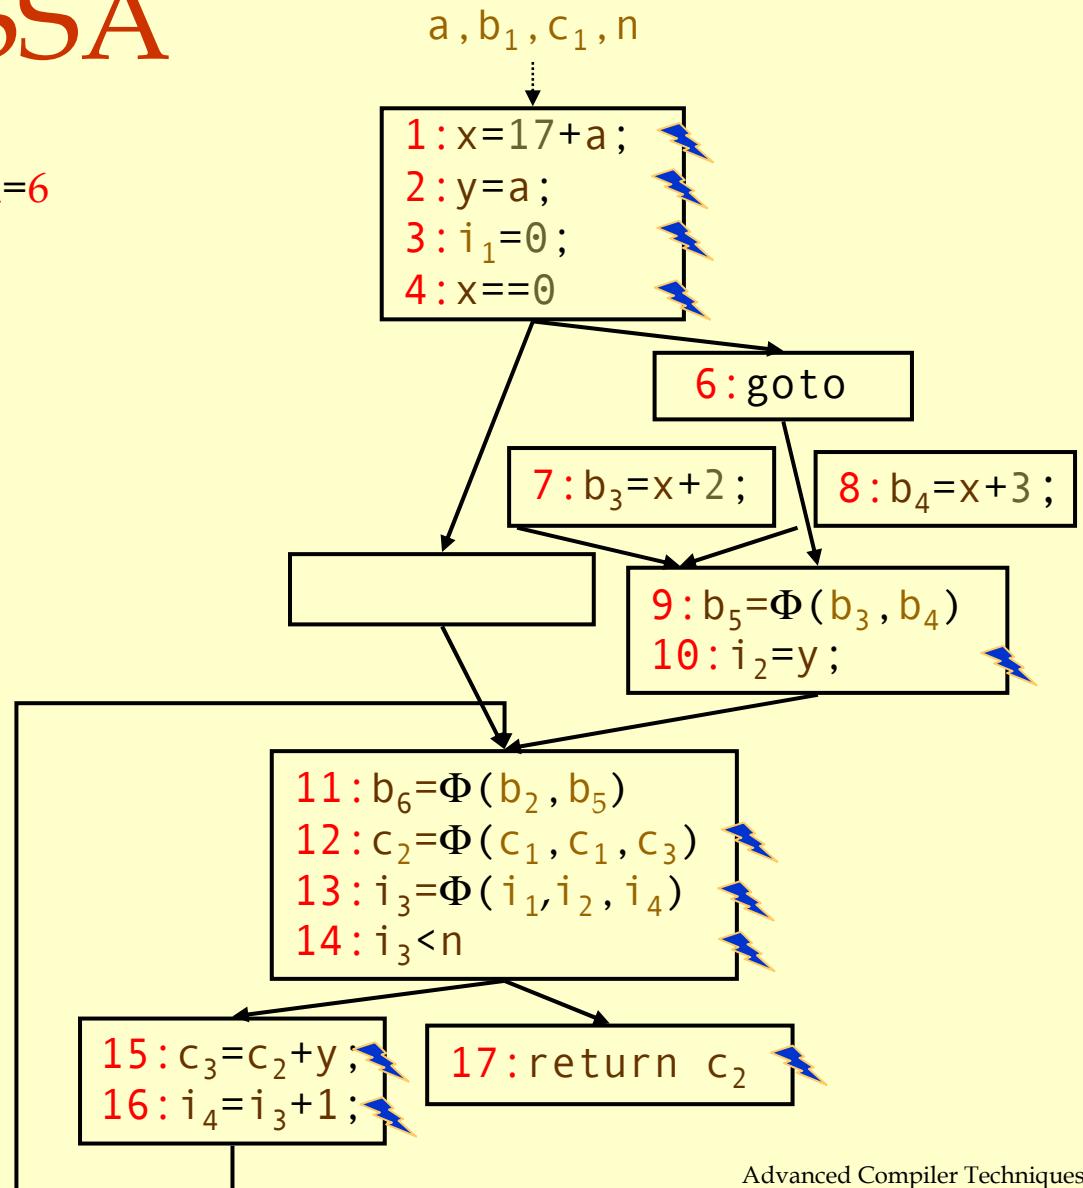 SSA
a,b₁,c₁,n
=6
1:x=17+a;
2:y=a;
3:i₁=0;
4:x==0
6:goto
7:b₃=x+2;
8:b₄=x+3;
9:b₅=Φ(b₃,b₄)
10:i₂=y;
11:b₆=Φ(b₂,b₅)
12:c₂=Φ(c₁,c₁,c₃)
13:i₃=Φ(i₁,i₂,i₄)
14:i₃<n
15:c₃=c₂+y;
16:i₄=i₃+1;
17:return c₂
Advanced Compiler Techniques